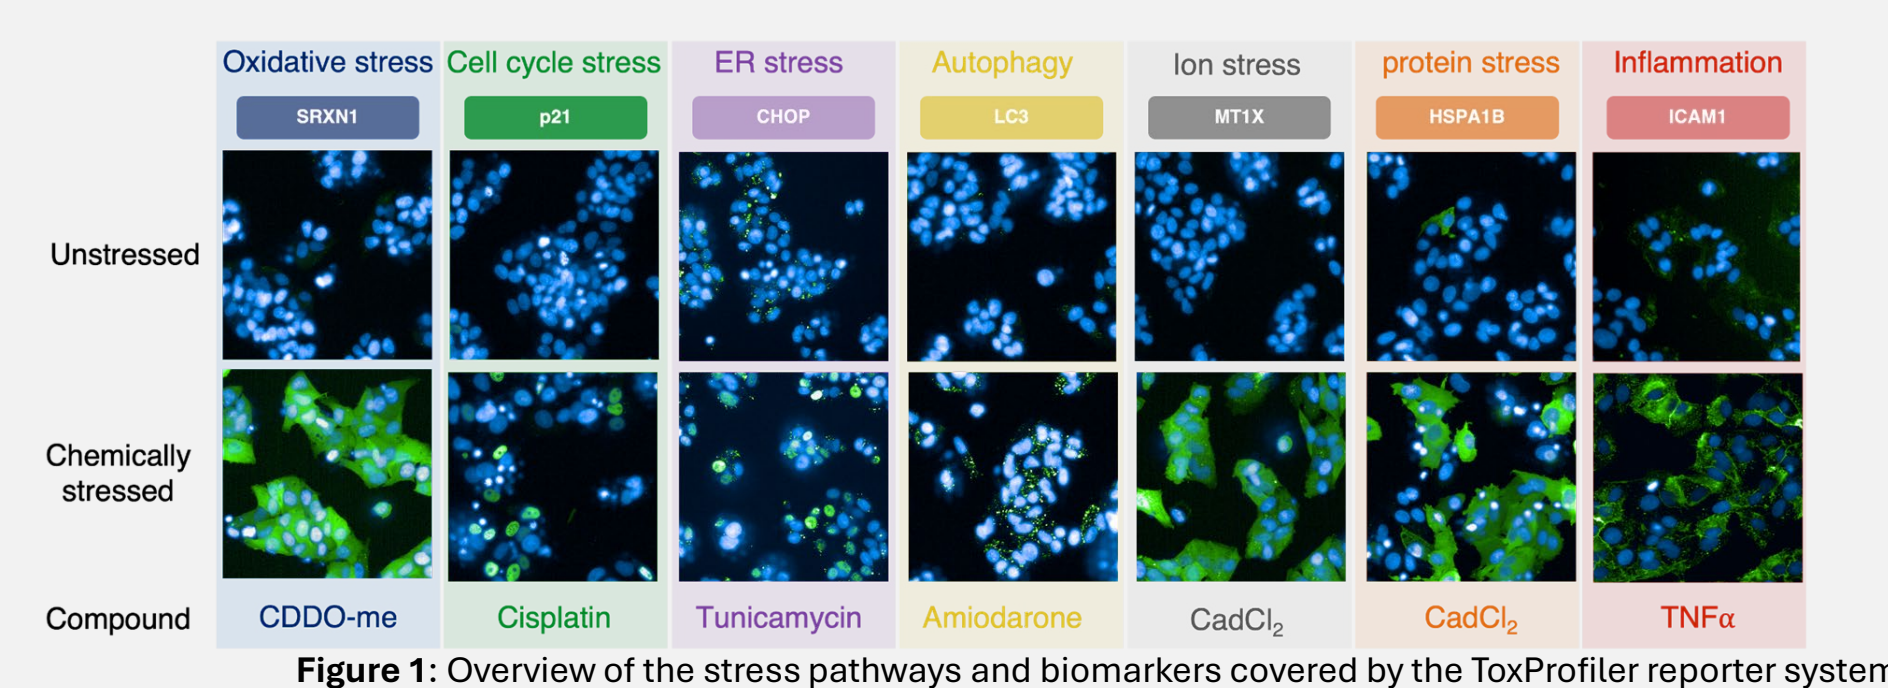 Oxidative stress
Cell cycle stress
ER stress
Autophagy
Ion stress
protein stress
Inflammation
SRXN1
p21
CHOP
LC3
MT1X
HSPA1B
ICAM1
Unstressed
Chemically
stressed
Compound
CDDO-me
Cisplatin
Tunicamycin
Amiodarone
CadCl₂
CadCl₂
TNFα
Figure 1: Overview of the stress pathways and biomarkers covered by the ToxProfiler reporter system